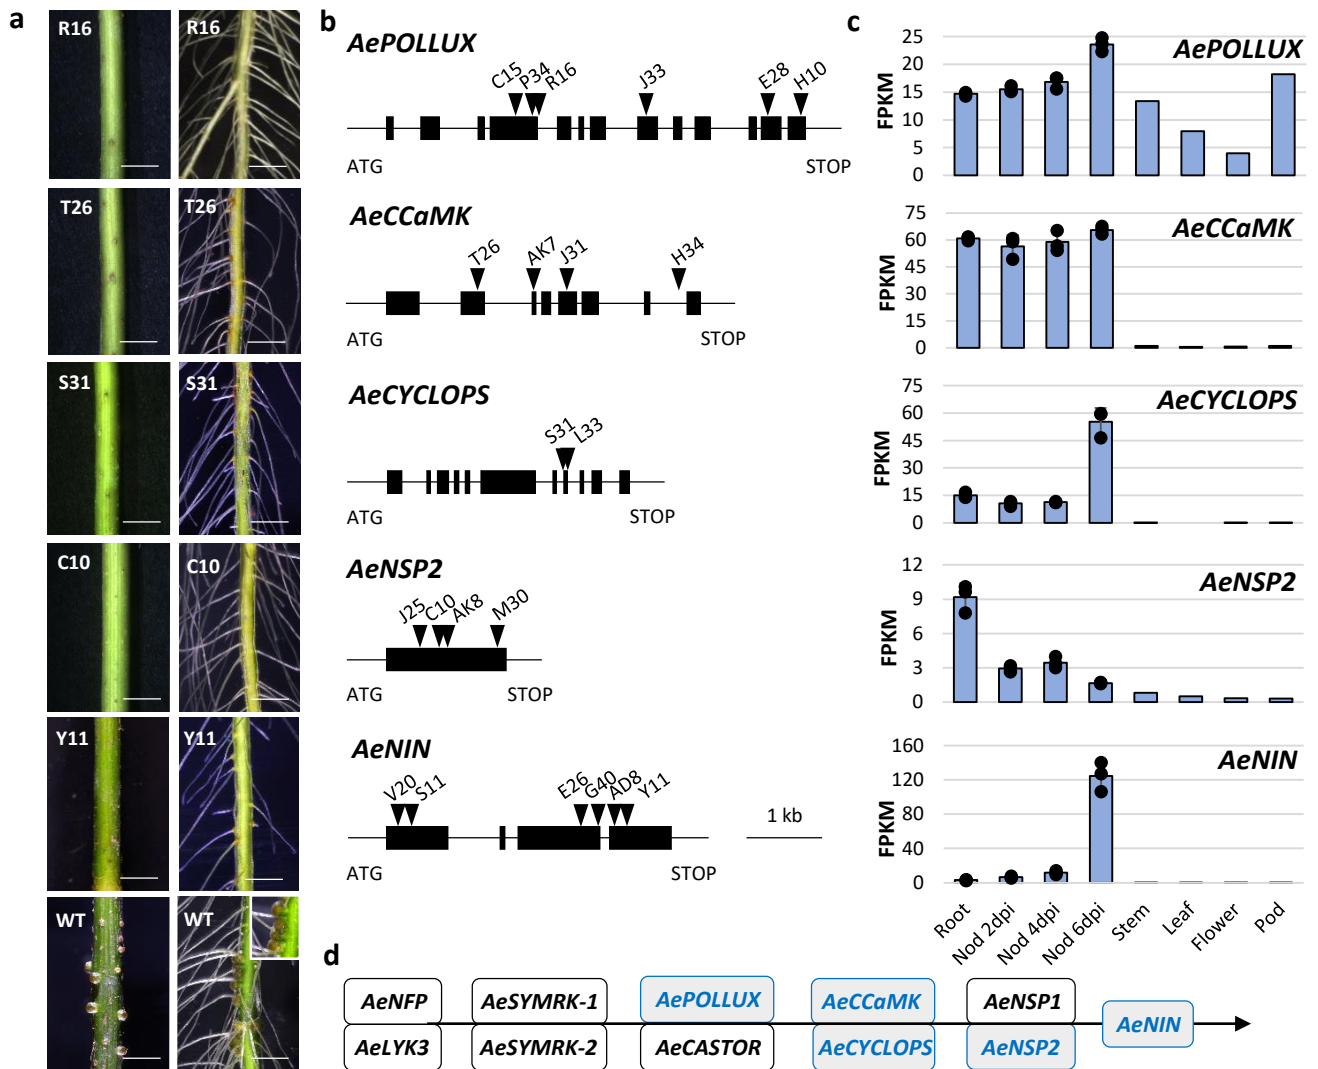 a
R16
R16
T26
T26
S31
S31
C10
C10
Y11
Y11
WT
WT
b
AePOLLUX
C15 P34 R16 J33 E28 H10
ATG STOP
AeCCaMK
T26 AK7 J31 H34
ATG STOP
AeCYCLOPS
S31 L33
ATG STOP
AeNSP2
J25 C10 AK8 M30
ATG STOP
AeNIN
V20 S11 E26 G40 AD8 Y11
1 kb
ATG STOP
c
AePOLLUX
FPKM
25
20
15
10
5
0
AeCCaMK
FPKM
75
60
45
30
15
0
AeCYCLOPS
FPKM
75
60
45
30
15
0
AeNSP2
FPKM
12
9
6
3
0
AeNIN
FPKM
160
120
80
40
0
Root
Nod 2dpi
Nod 4dpi
Nod 6dpi
Stem
Leaf
Flower
Pod
d
AeNFP AeSYMRK-1 AePOLLUX AeCCaMK AeNSP1
AeNIN
AeLYK3 AeSYMRK-2 AeCASTOR AeCYCLOPS AeNSP2